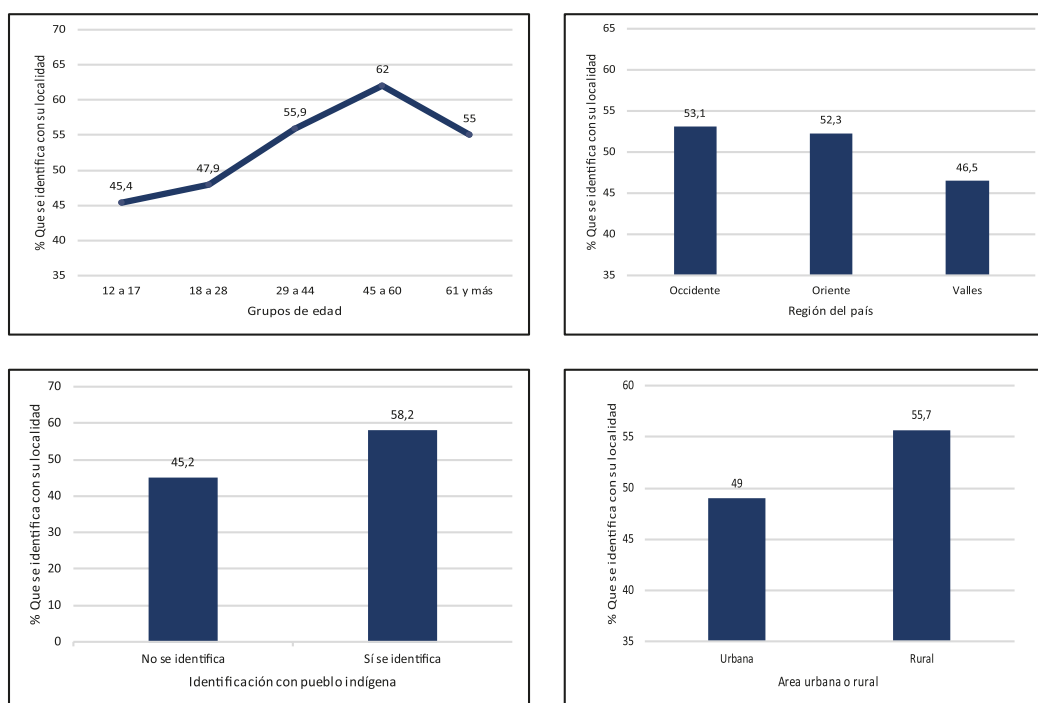 % Que se identifica con su localidad
70
65
60
55
50
45
40
35
45,4
47,9
55,9
62
55
12 a 17
18 a 28
29 a 44
45 a 60
61 y más
Grupos de edad
% Que se identifica con su localidad
65
60
55
50
45
40
35
53,1
52,3
46,5
Occidente
Oriente
Valles
Región del país
% Que se identifica con su localidad
70
60
50
40
30
20
10
0
45,2
58,2
No se identifica
Sí se identifica
Identificación con pueblo indígena
% Que se identifica con su localidad
60
55
50
45
40
35
49
55,7
Urbana
Rural
Area urbana o rural